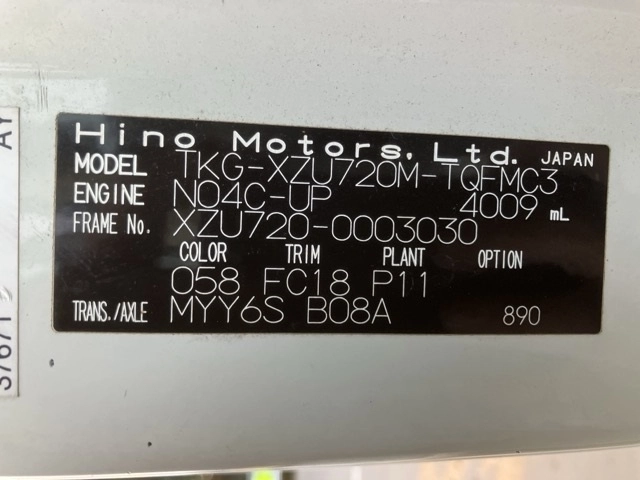 Hino Motors, Ltd. JAPAN
MODEL TKG-XZU720M-TQFMC3
ENGINE N04C-UP 4009 mL
FRAME No. XZU720-0003030
COLOR TRIM PLANT OPTION
058 FC18 P11
TRANS./AXLE MYY6S B08A 890
AY